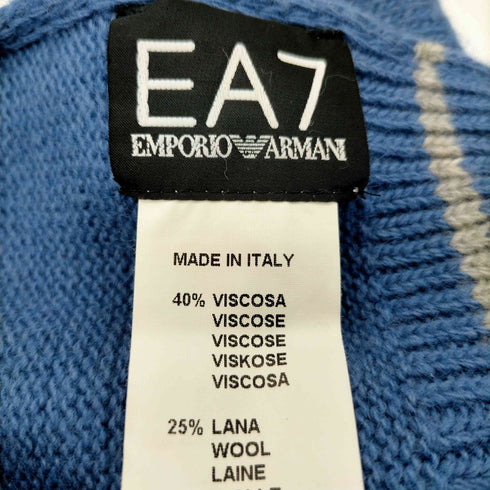 EA7
EMPORIO ARMANI
MADE IN ITALY
40% VISCOSA
VISCOSE
VISCOSE
VISKOSE
VISCOSA
25% LANA
WOOL
LAINE